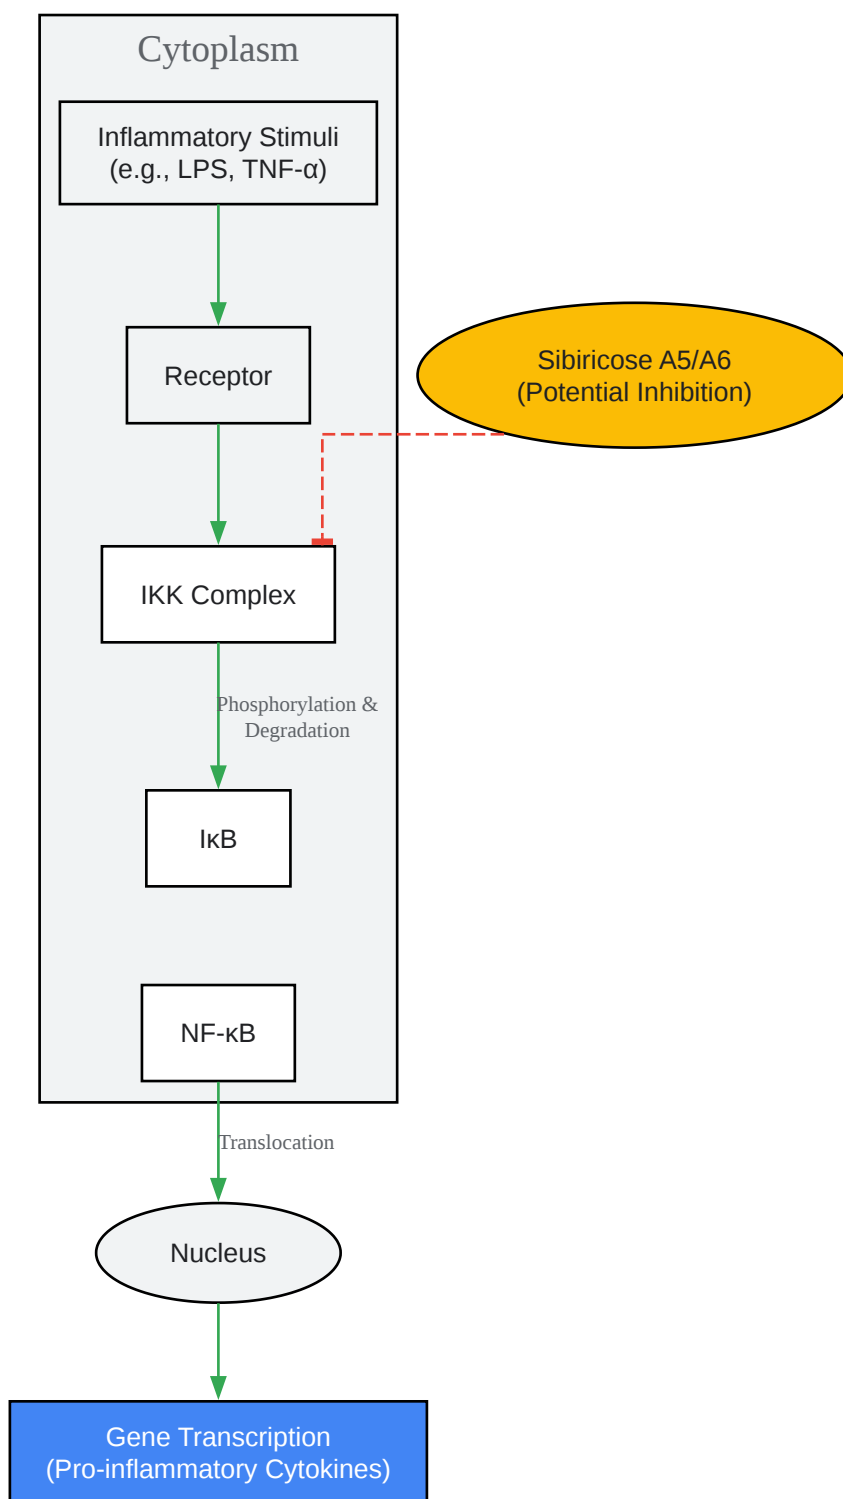 Cytoplasm
Inflammatory Stimuli
(e.g., LPS, TNF-α)
Receptor
Sibiricose A5/A6
(Potential Inhibition)
IKK Complex
Phosphorylation &
Degradation
IκB
NF-κB
Translocation
Nucleus
Gene Transcription
(Pro-inflammatory Cytokines)